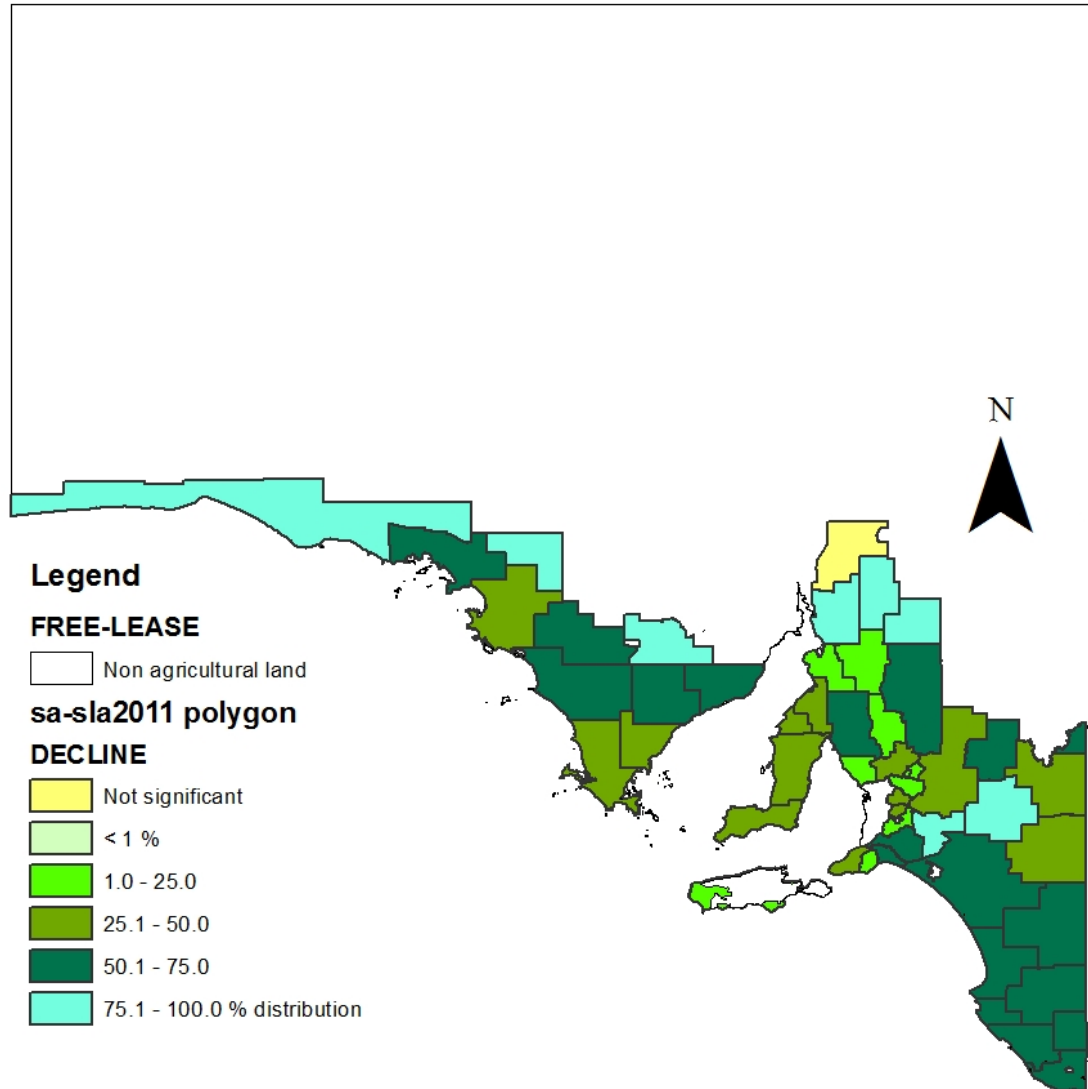 N
Legend
FREE-LEASE
Non agricultural land
sa-sla2011 polygon
DECLINE
Not significant
< 1 %
1.0 - 25.0
25.1 - 50.0
50.1 - 75.0
75.1 - 100.0 % distribution